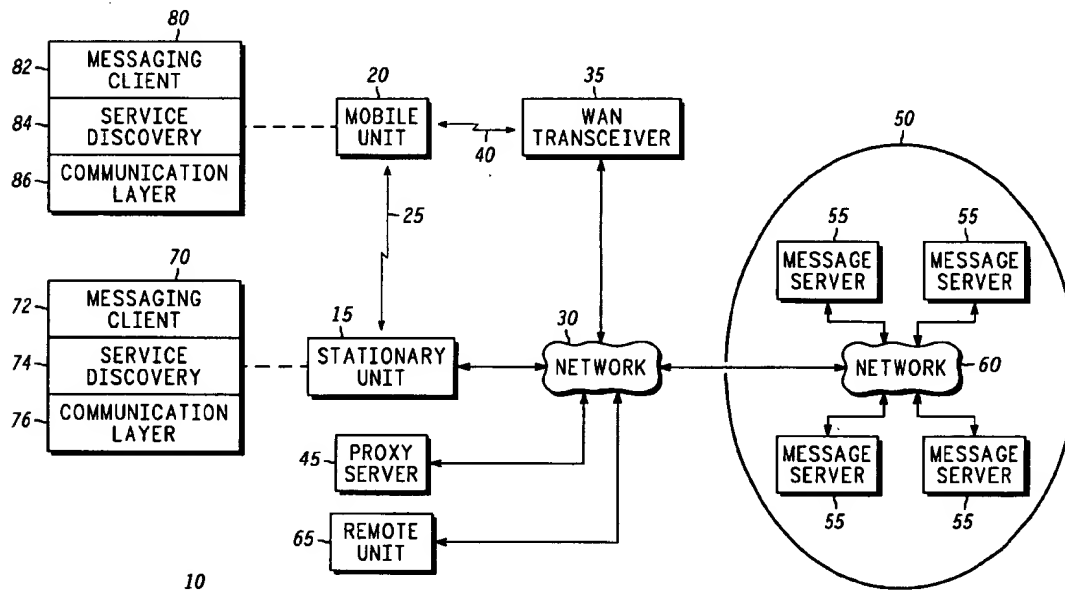 80
82
MESSAGING
CLIENT
84
SERVICE
DISCOVERY
86
COMMUNICATION
LAYER
20
MOBILE
UNIT
40
35
WAN
TRANSCEIVER
25
50
55
MESSAGE
SERVER
55
MESSAGE
SERVER
70
72
MESSAGING
CLIENT
74
SERVICE
DISCOVERY
76
COMMUNICATION
LAYER
15
STATIONARY
UNIT
30
NETWORK
NETWORK
60
45
PROXY
SERVER
MESSAGE
SERVER
55
MESSAGE
SERVER
55
65
REMOTE
UNIT
10